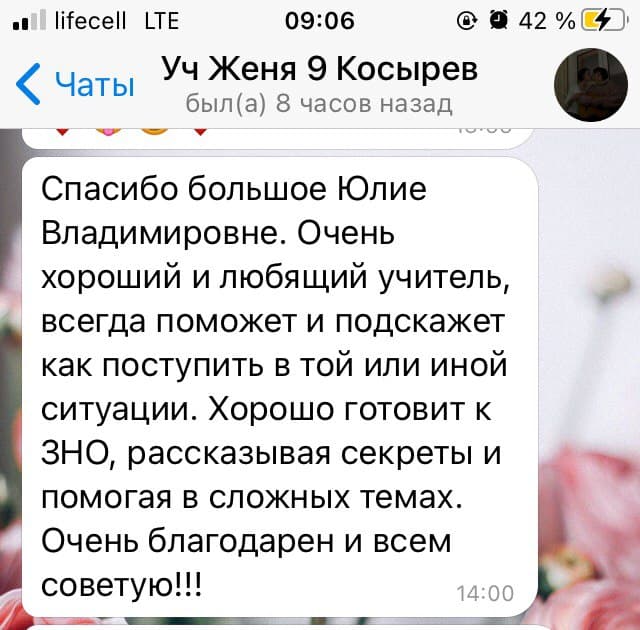 lifecell LTE 09:06 42 %
Чаты Уч Женя 9 Косырев
был(а) 8 часов назад
Спасибо большое Юлие
Владимировне. Очень
хороший и любящий учитель,
всегда поможет и подскажет
как поступить в той или иной
ситуации. Хорошо готовит к
ЗНО, рассказывая секреты и
помогая в сложных темах.
Очень благодарен и всем
советую!!!
14:00